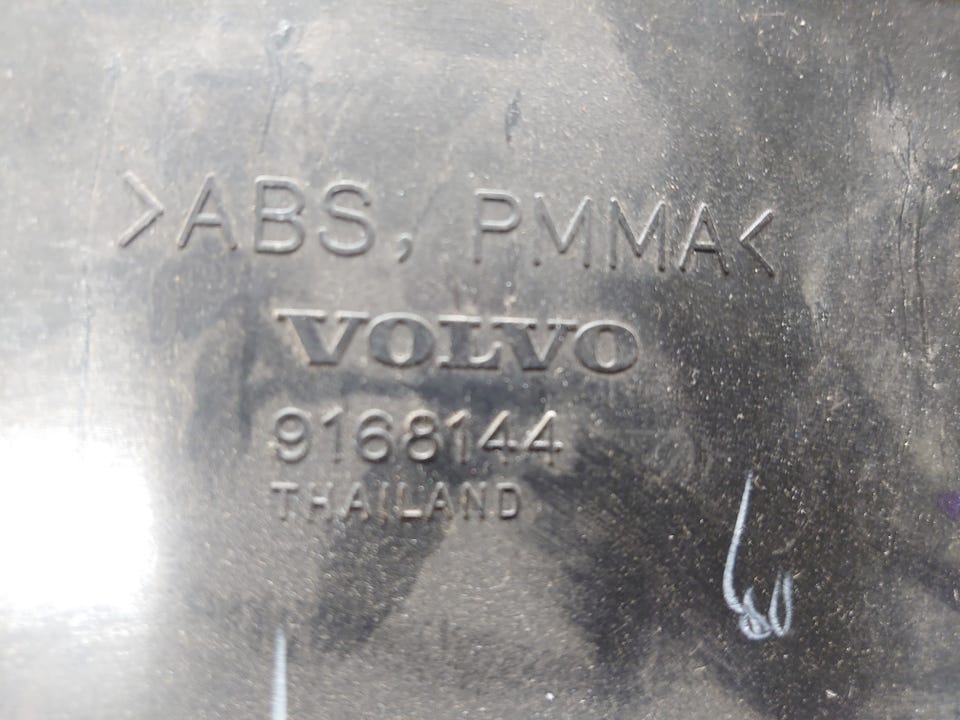 >ABS, PMMA<
VOLVO
9168144
THAILAND